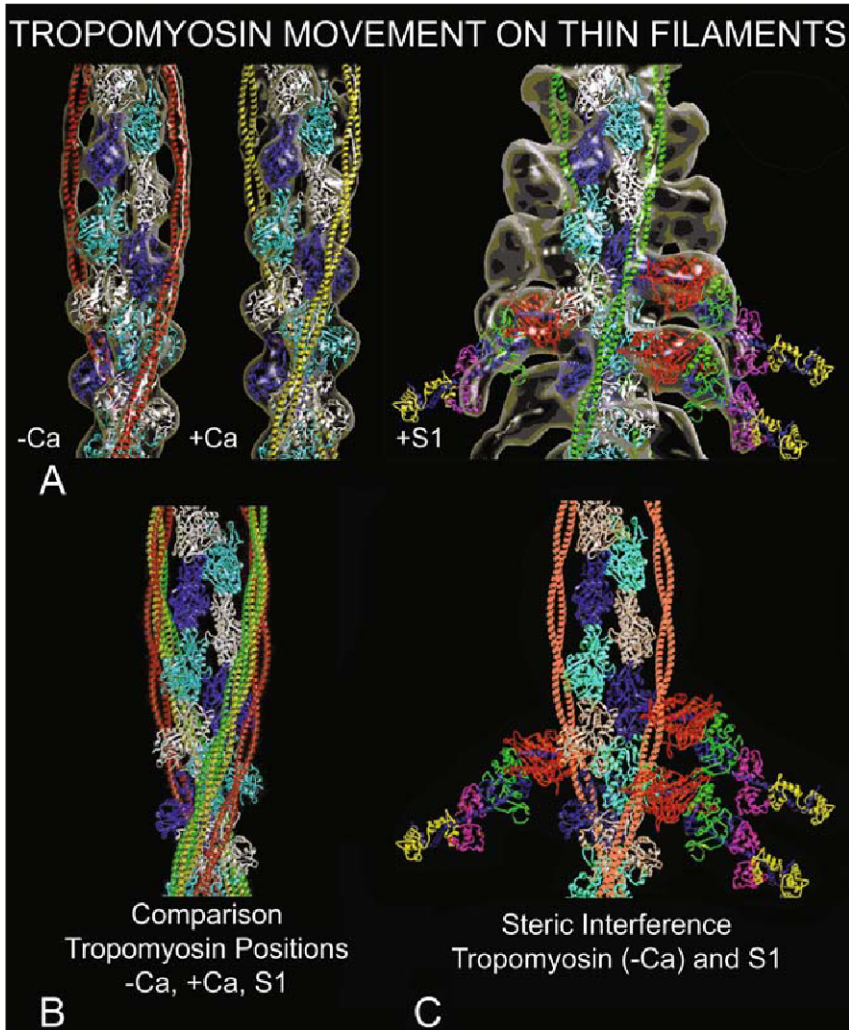 TROPOMYOSIN MOVEMENT ON THIN FILAMENTS
-Ca
+Ca
+S1
A
Comparison
Tropomyosin Positions
-Ca, +Ca, S1
B
Steric Interference
Tropomyosin (-Ca) and S1
C